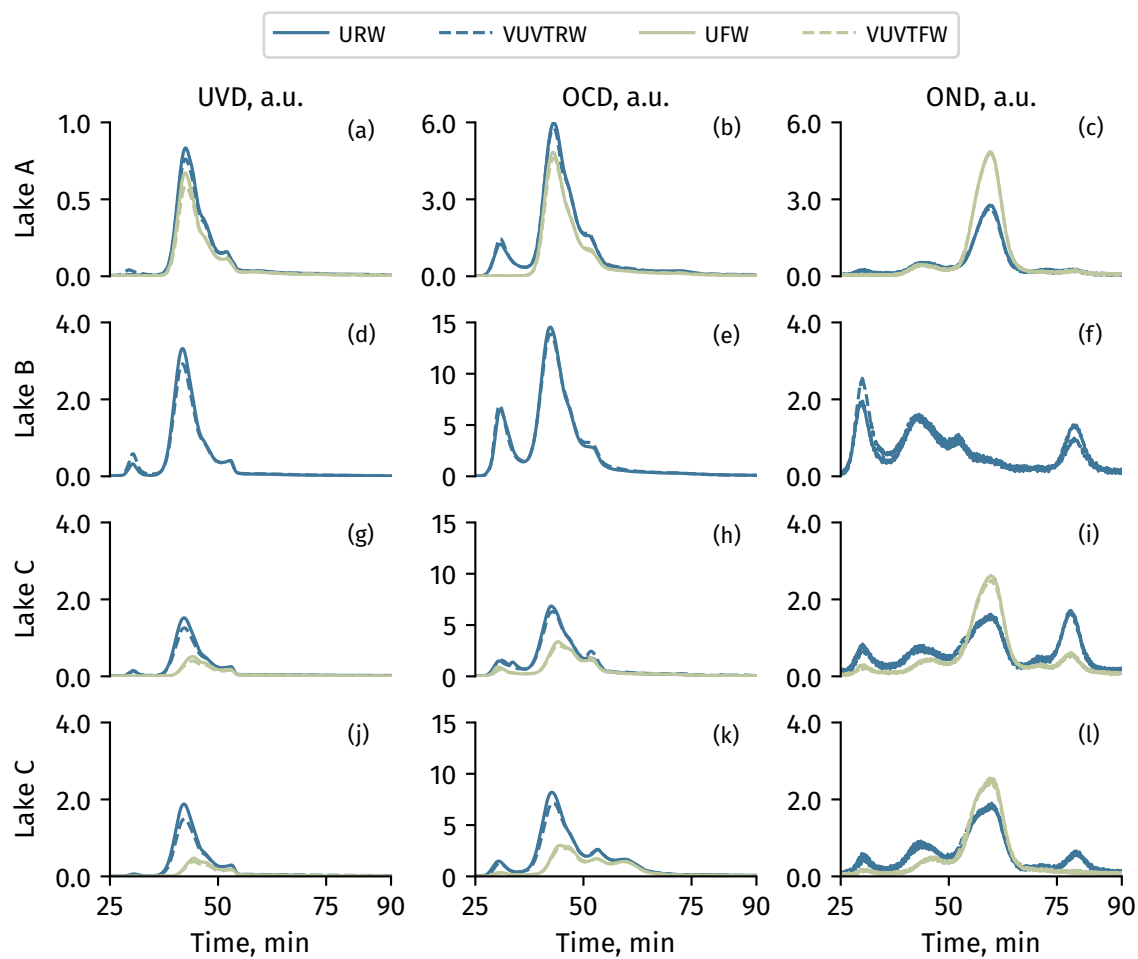 URW VUVTRW UFW VUVTFW
UVD, a.u. OCD, a.u. OND, a.u.
Lake A
1.0
0.5
0.0
(a)
6.0
3.0
0.0
(b)
6.0
3.0
0.0
(c)
Lake B
4.0
2.0
0.0
(d)
15
10
5
0
(e)
4.0
2.0
0.0
(f)
Lake C
4.0
2.0
0.0
(g)
15
10
5
0.0
(h)
4.0
2.0
0.0
(i)
Lake C
4.0
2.0
0.0
(j)
15
10
5
0
(k)
4.0
2.0
0.0
(l)
25 50 75 90 25 50 75 90 25 50 75 90
Time, min Time, min Time, min